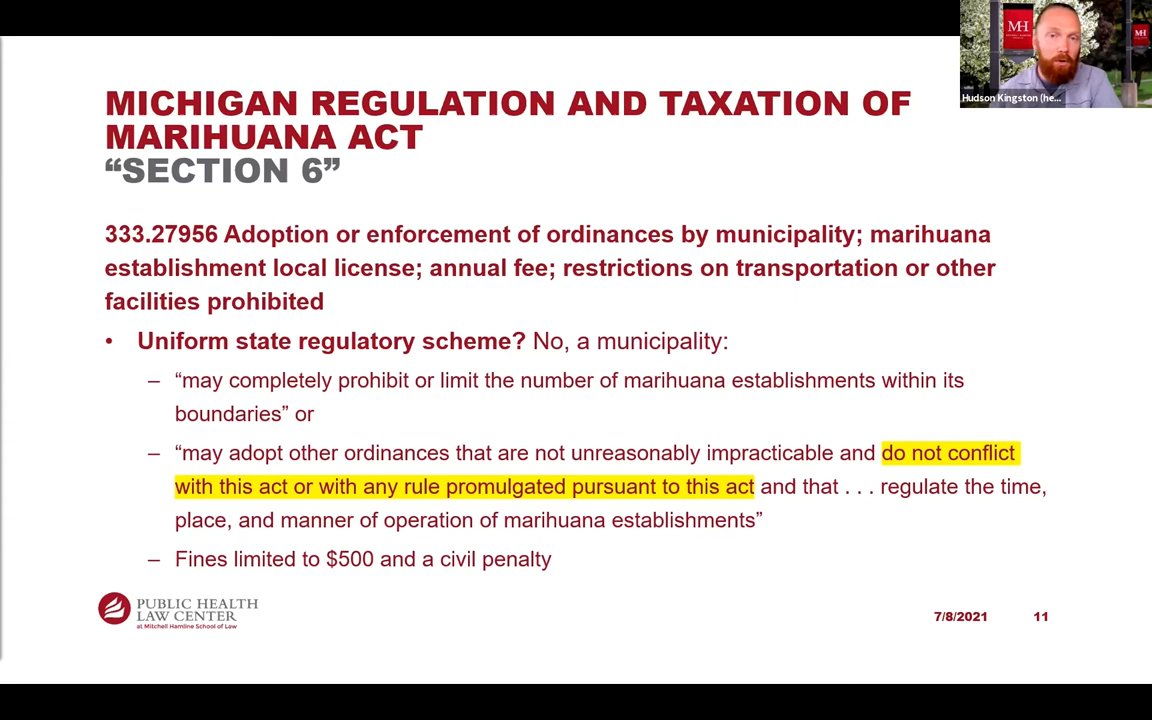 MH
MH
Hudson Kingston (he...
MICHIGAN REGULATION AND TAXATION OF
MARIHUANA ACT
“SECTION 6”
333.27956 Adoption or enforcement of ordinances by municipality; marihuana
establishment local license; annual fee; restrictions on transportation or other
facilities prohibited
• Uniform state regulatory scheme? No, a municipality:
– “may completely prohibit or limit the number of marihuana establishments within its
boundaries” or
– “may adopt other ordinances that are not unreasonably impracticable and do not conflict
with this act or with any rule promulgated pursuant to this act and that . . . regulate the time,
place, and manner of operation of marihuana establishments”
– Fines limited to $500 and a civil penalty
PUBLIC HEALTH
LAW CENTER
at Mitchell Hamline School of Law
7/8/2021 11